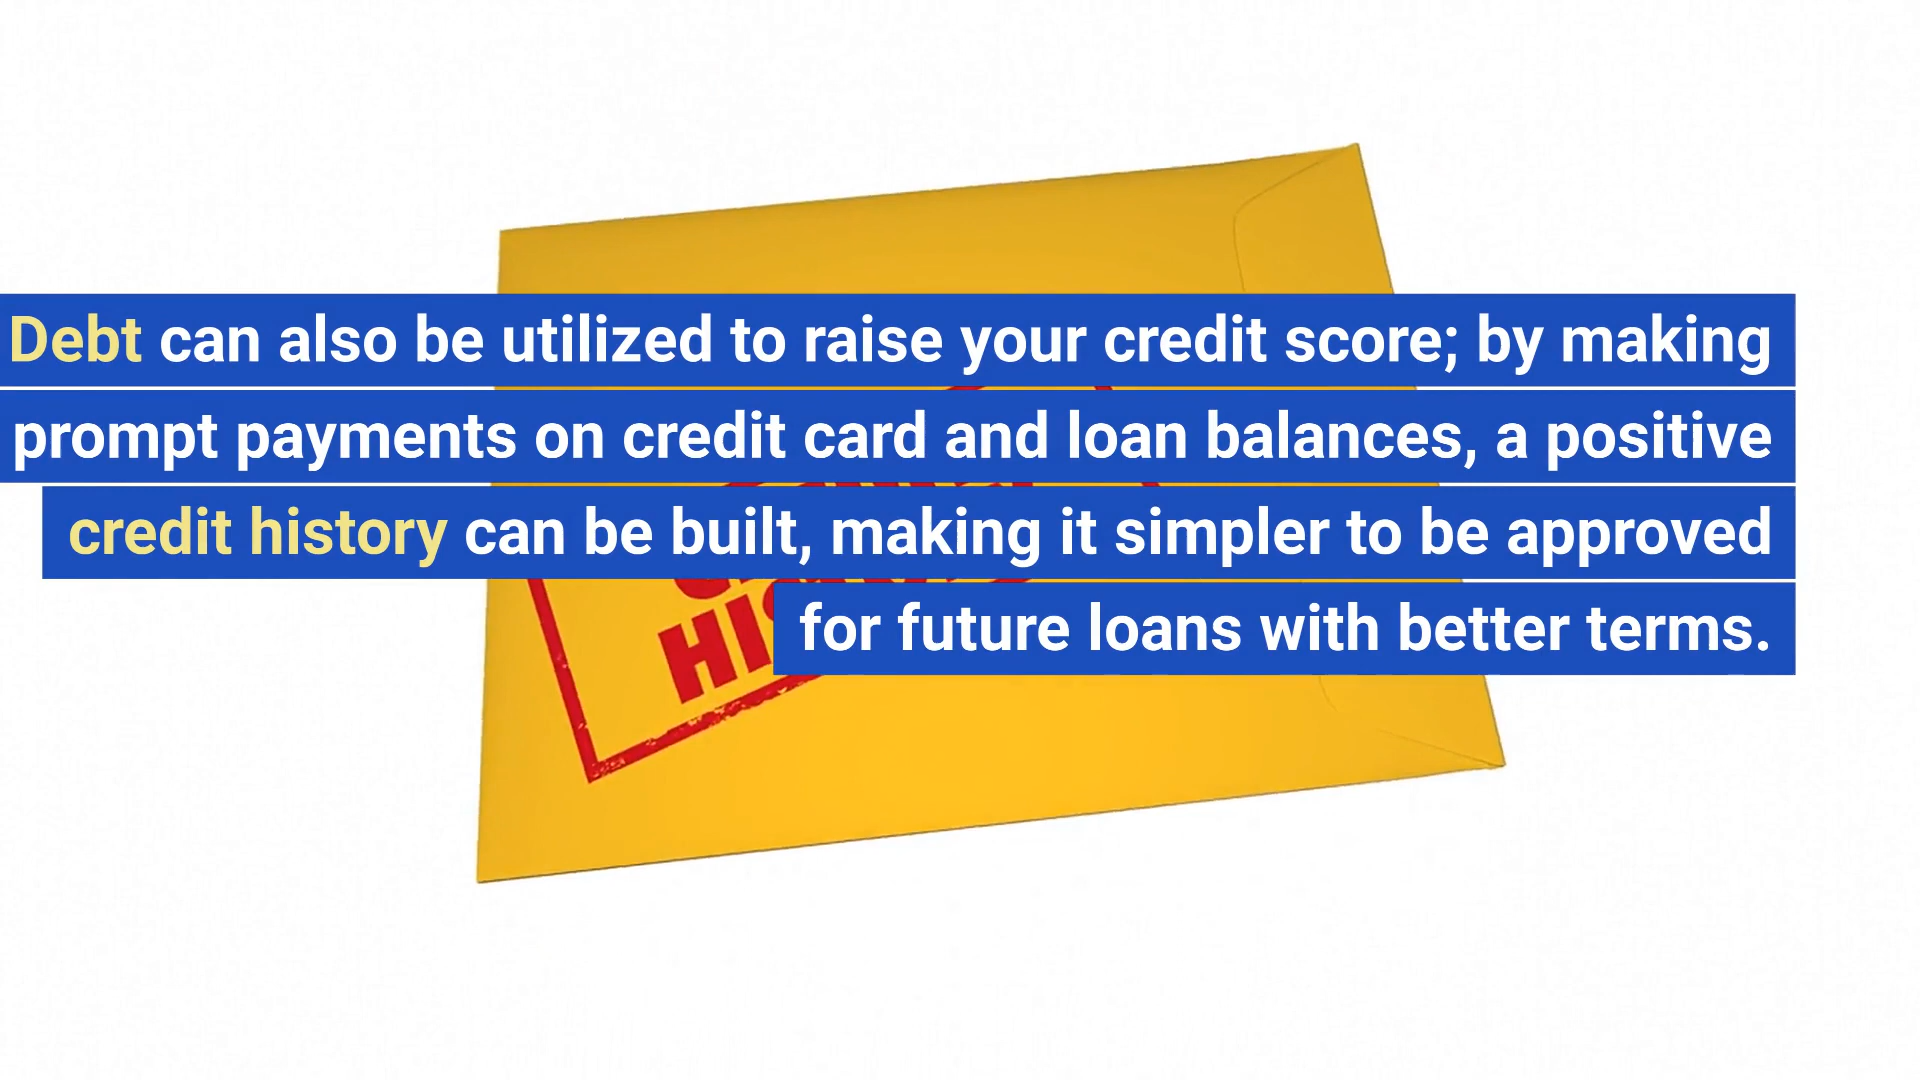 Debt can also be utilized to raise your credit score; by making
prompt payments on credit card and loan balances, a positive
credit history can be built, making it simpler to be approved
for future loans with better terms.